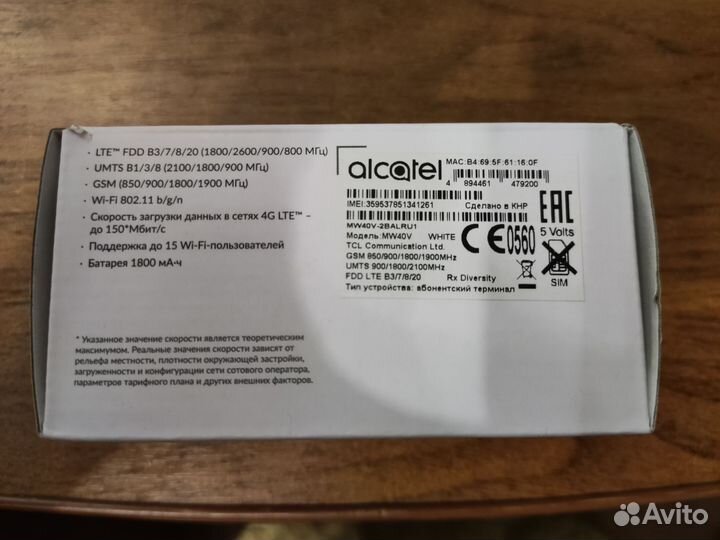 · LTE™ FDD B3/7/8/20 (1800/2600/900/800 МГц)
· UMTS B1/3/8 (2100/1800/900 МГц)
· GSM (850/900/1800/1900 МГц)
· Wi-Fi 802.11 b/g/n
· Скорость загрузки данных в сетях 4G LTE™ –
до 150*Мбит/с
· Поддержка до 15 Wi-Fi-пользователей
· Батарея 1800 мА·ч
* Указанное значение скорости является теоретическим
максимумом. Реальные значения скорости зависят от
рельефа местности, плотности окружающей застройки,
загруженности и конфигурации сети сотового оператора,
параметров тарифного плана и других внешних факторов.
alcatel
MAC:B4:69:5F:61:16:0F
4 894461 479200
IMEI:359537851341261
Сделано в КНР
MW40V-2BALRU1
Модель: MW40V WHITE
TCL Communication Ltd.
GSM 850/900/1800/1900MHz
UMTS 900/1800/2100MHz
FDD LTE B3/7/8/20 Rx Diversity
Тип устройства: абонентский терминал
CE0560
EAC
5 Volts
SIM
Avito